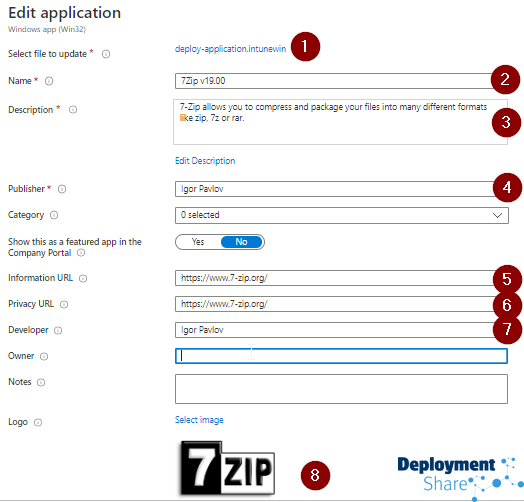 Edit application
Windows app (Win32)
Select file to update * deploy-application.intunewin 1
Name * 7Zip v19.00 2
Description * 7-Zip allows you to compress and package your files into many different formats
like zip, 7z or rar. 3
Edit Description
Publisher * Igor Pavlov 4
Category 0 selected
Show this as a featured app in the
Company Portal Yes No
Information URL https://www.7-zip.org/ 5
Privacy URL https://www.7-zip.org/ 6
Developer Igor Pavlov 7
Owner
Notes
Logo Select image
7 ZIP 8
Deployment
Share